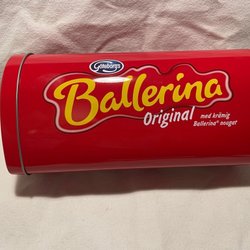 Göteborgs
Ballerina
Original
med krämig
Ballerina® nougat